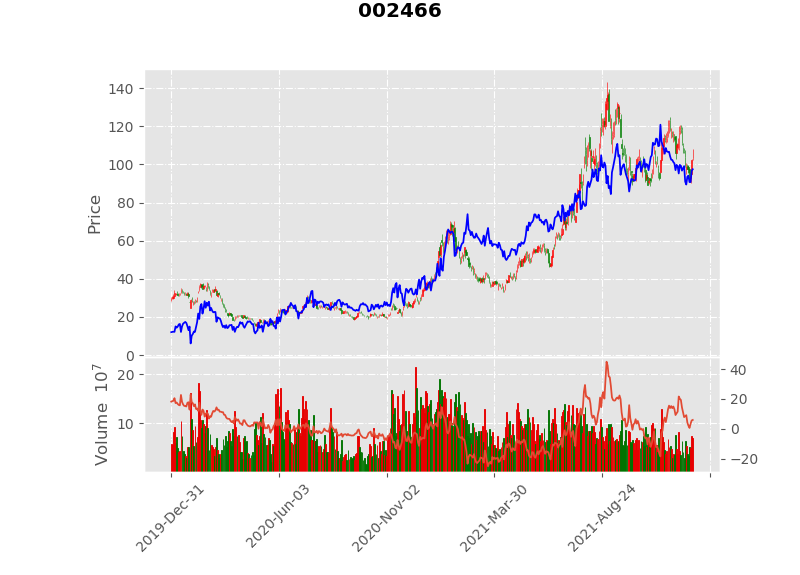 002466
Price
140
120
100
80
60
40
20
0
Volume 10^7
20
10
40
20
0
−20
2019-Dec-31
2020-Jun-03
2020-Nov-02
2021-Mar-30
2021-Aug-24